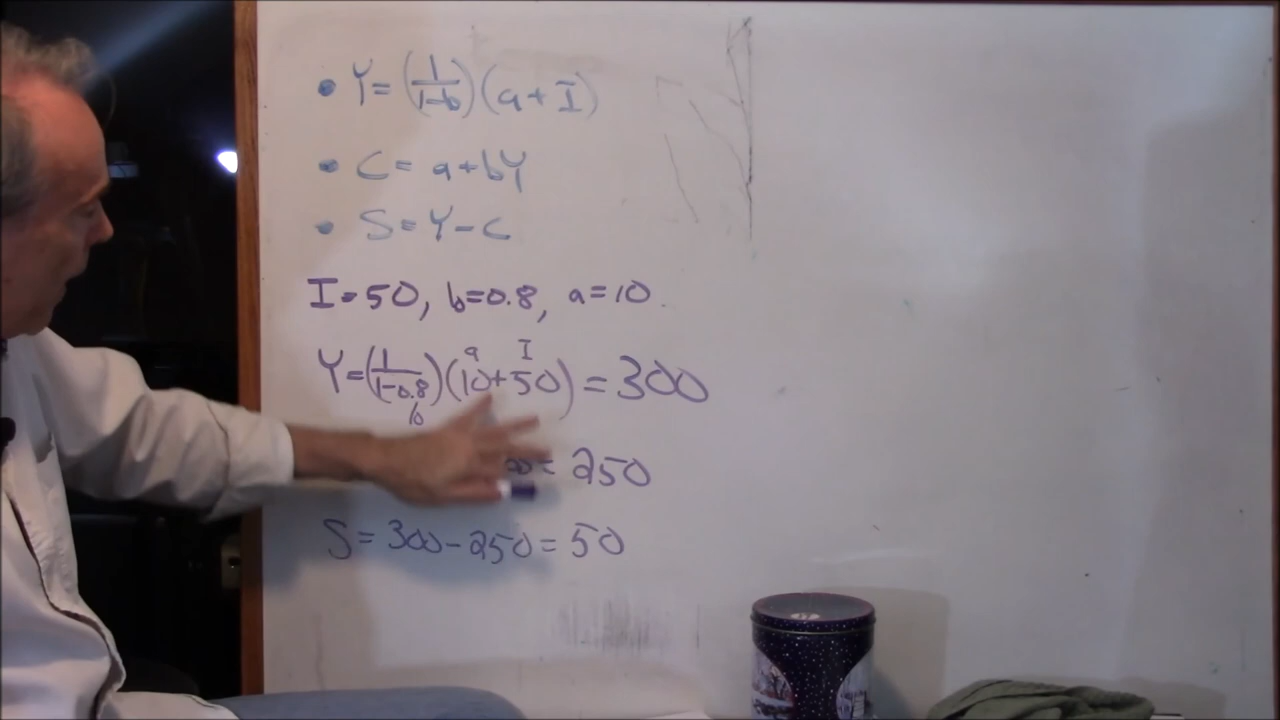 • Y = (1/1-b)(a + I)
• C = a + bY
• S = Y - C
I = 50, b = 0.8, a = 10
a I
Y = (1/1-0.8)(10+50) = 300
b
= 250
S = 300 - 250 = 50